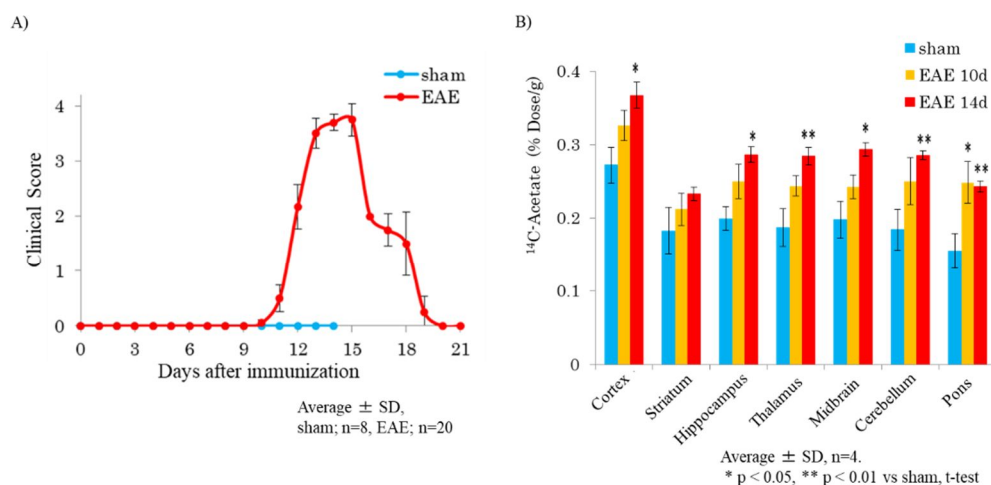 A)
sham
EAE
Clinical Score
4
3
2
1
0
0 3 6 9 12 15 18 21
Days after immunization
Average ± SD,
sham; n=8, EAE; n=20
B)
sham
EAE 10d
EAE 14d
¹⁴C-Acetate (% Dose/g)
0.4
0.3
0.2
0.1
0
* * ** * ** * **
Cortex
Striatum
Hippocampus
Thalamus
Midbrain
Cerebellum
Pons
Average ± SD, n=4.
* p < 0.05, ** p < 0.01 vs sham, t-test